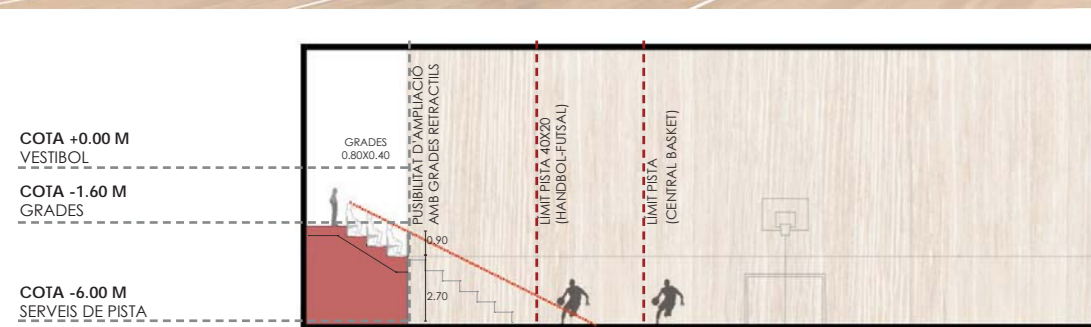 COTA +0.00 M
VESTIBOL
COTA -1.60 M
GRADES
COTA -6.00 M
SERVEIS DE PISTA
GRADES
0.80X0.40
PUSIBILITAT D'AMPLIACIÓ
AMB GRADES RETRACTILS
0.90
2.70
LIMIT PISTA 40X20
(HANDBOL-FUTSAL)
LIMIT PISTA
(CENTRAL BASKET)